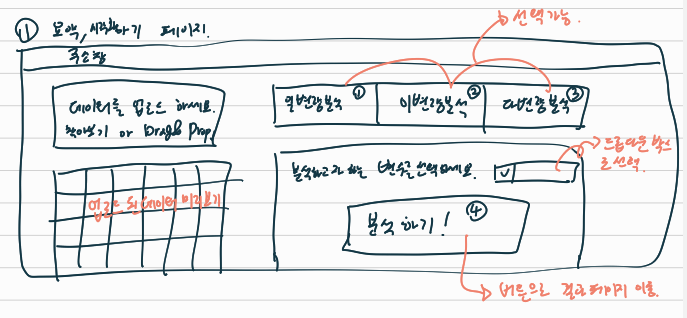 ⑪ 요약, 시작하기 페이지.
→ 선택가능.
주소창
데이터를 업로드 하세요.
찾아보기 or Drag&Drop
일변량분석 ①
이변량분석 ②
다변량분석 ③
업로드 된 데이터 미리보기
분석하고자 하는 변수를 선택하세요.
→ 드롭다운 박스로 선택.
분석하기! ④
→ 버튼으로 결과페이지 이동.